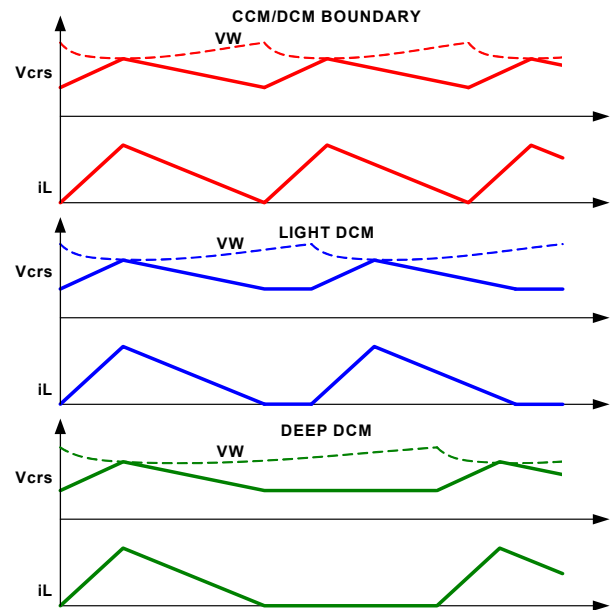 CCM/DCM BOUNDARY
VW
Vcrs
iL
LIGHT DCM
VW
Vcrs
iL
DEEP DCM
VW
Vcrs
iL